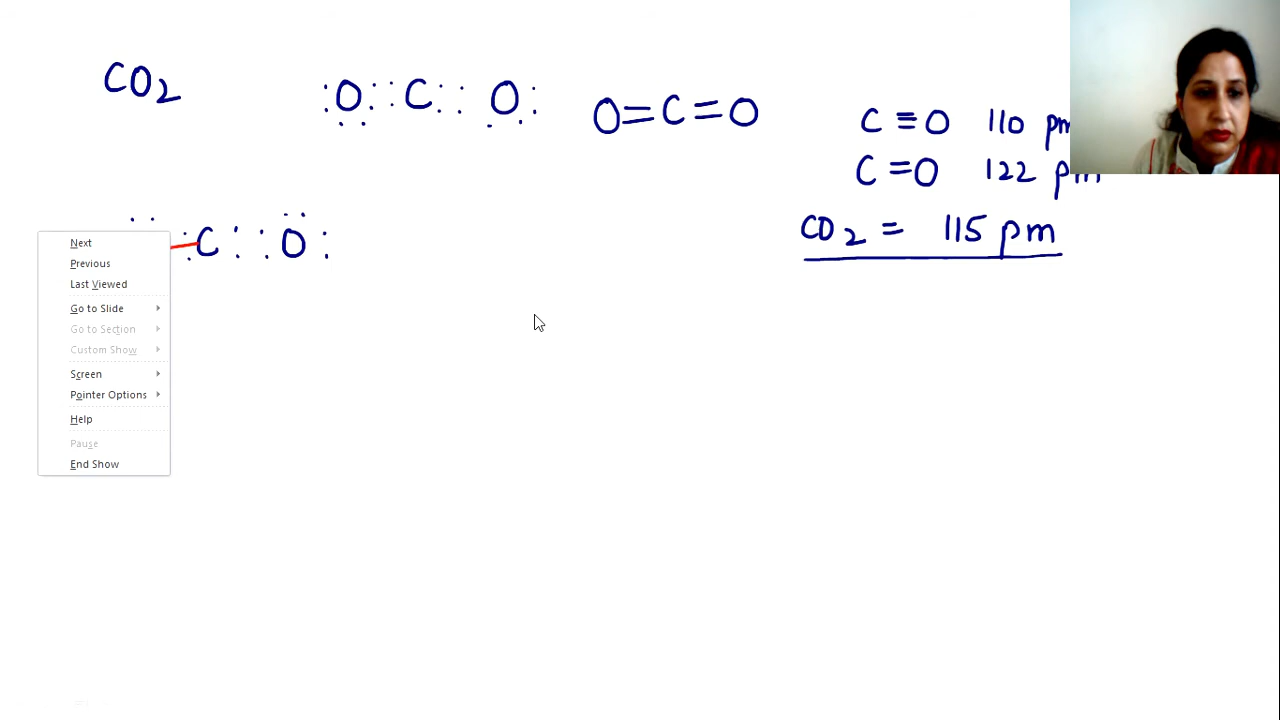 CO2
:O::C::O:
O=C=O
C≡O 110 pm
C=O 122 pm
CO2 = 115 pm
:C::O:
Next
Previous
Last Viewed
Go to Slide
Go to Section
Custom Show
Screen
Pointer Options
Help
Pause
End Show